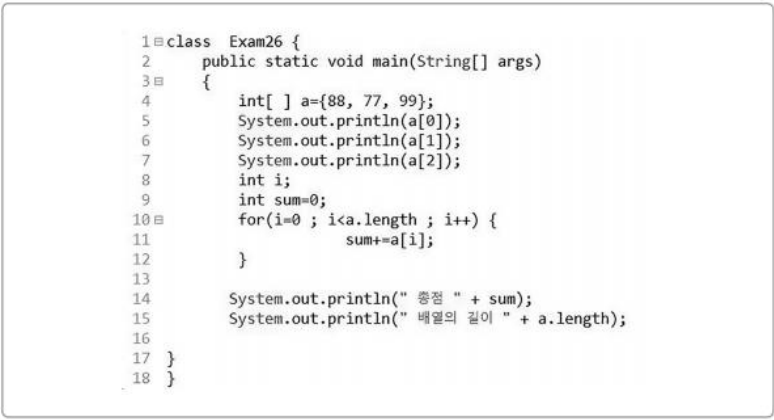 1 class  Exam26 {
2     public static void main(String[] args)
3     {
4         int[ ] a={88, 77, 99};
5         System.out.println(a[0]);
6         System.out.println(a[1]);
7         System.out.println(a[2]);
8         int i;
9         int sum=0;
10         for(i=0 ; i<a.length ; i++) {
11                 sum+=a[i];
12         }
13
14        System.out.println(" 총점 " + sum);
15        System.out.println(" 배열의 길이 " + a.length);
16
17 }
18 }